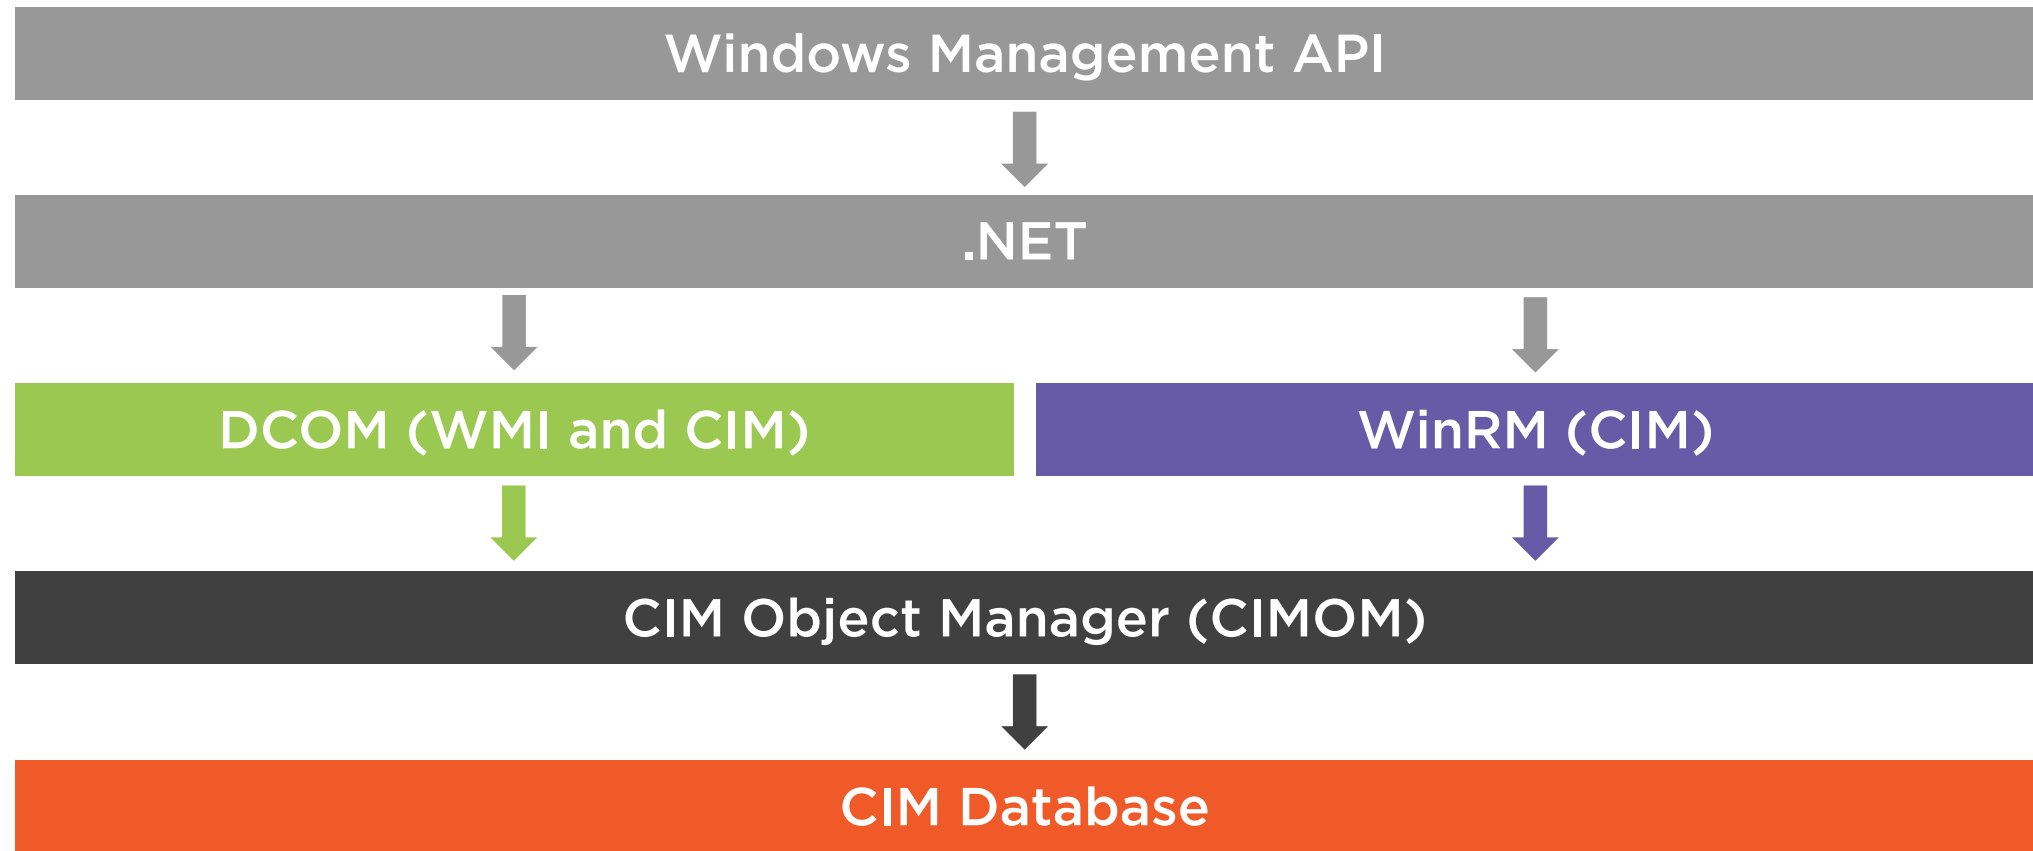 Windows Management API
.NET
DCOM (WMI and CIM)
WinRM (CIM)
CIM Object Manager (CIMOM)
CIM Database